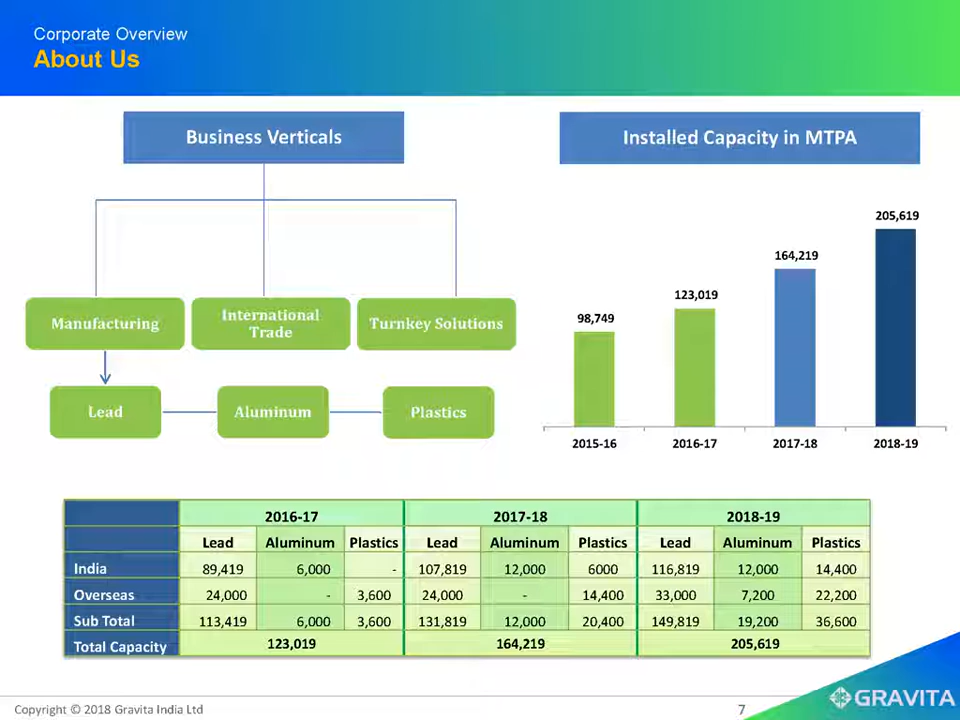 Corporate Overview
About Us
Business Verticals
Manufacturing
International
Trade
Turnkey Solutions
Lead
Aluminum
Plastics
Installed Capacity in MTPA
98,749
123,019
164,219
205,619
2015-16 2016-17 2017-18 2018-19
2016-17 2017-18 2018-19
Lead Aluminum Plastics Lead Aluminum Plastics Lead Aluminum Plastics
India 89,419 6,000 - 107,819 12,000 6000 116,819 12,000 14,400
Overseas 24,000 - 3,600 24,000 - 14,400 33,000 7,200 22,200
Sub Total 113,419 6,000 3,600 131,819 12,000 20,400 149,819 19,200 36,600
Total Capacity 123,019 164,219 205,619
Copyright © 2018 Gravita India Ltd
7
GRAVITA